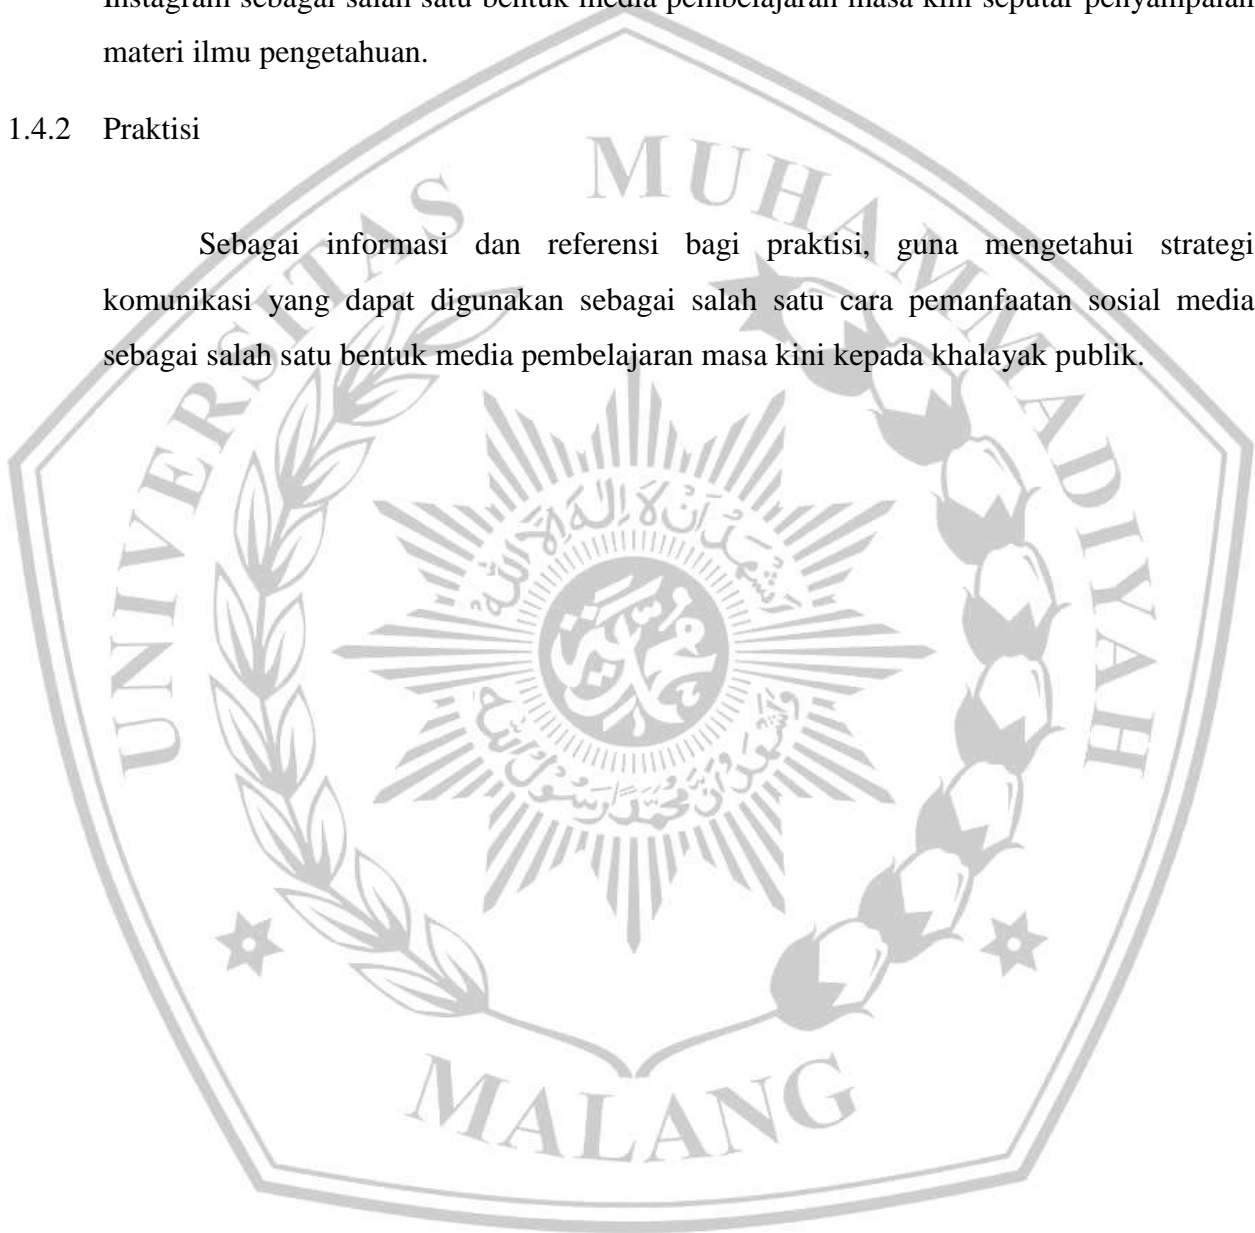 Instagram sebagai salah satu bentuk media pembelajaran masa kini seputar penyampaian
materi ilmu pengetahuan.
1.4.2 Praktisi
Sebagai informasi dan referensi bagi praktisi, guna mengetahui strategi
komunikasi yang dapat digunakan sebagai salah satu cara pemanfaatan sosial media
sebagai salah satu bentuk media pembelajaran masa kini kepada khalayak publik.
UNIVERSITAS MUHAMMADIYAH
MALANG